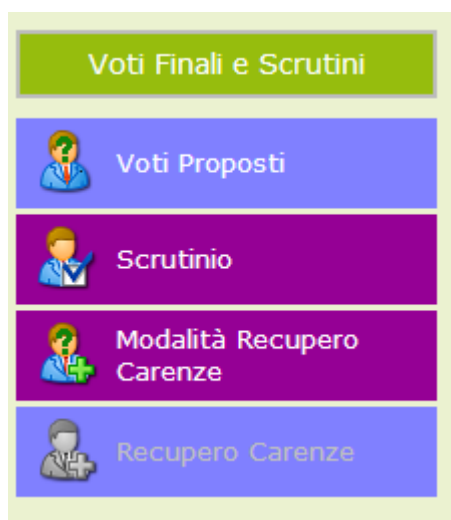 Voti Finali e Scrutini
Voti Proposti
Scrutinio
Modalità Recupero
Carenze
Recupero Carenze